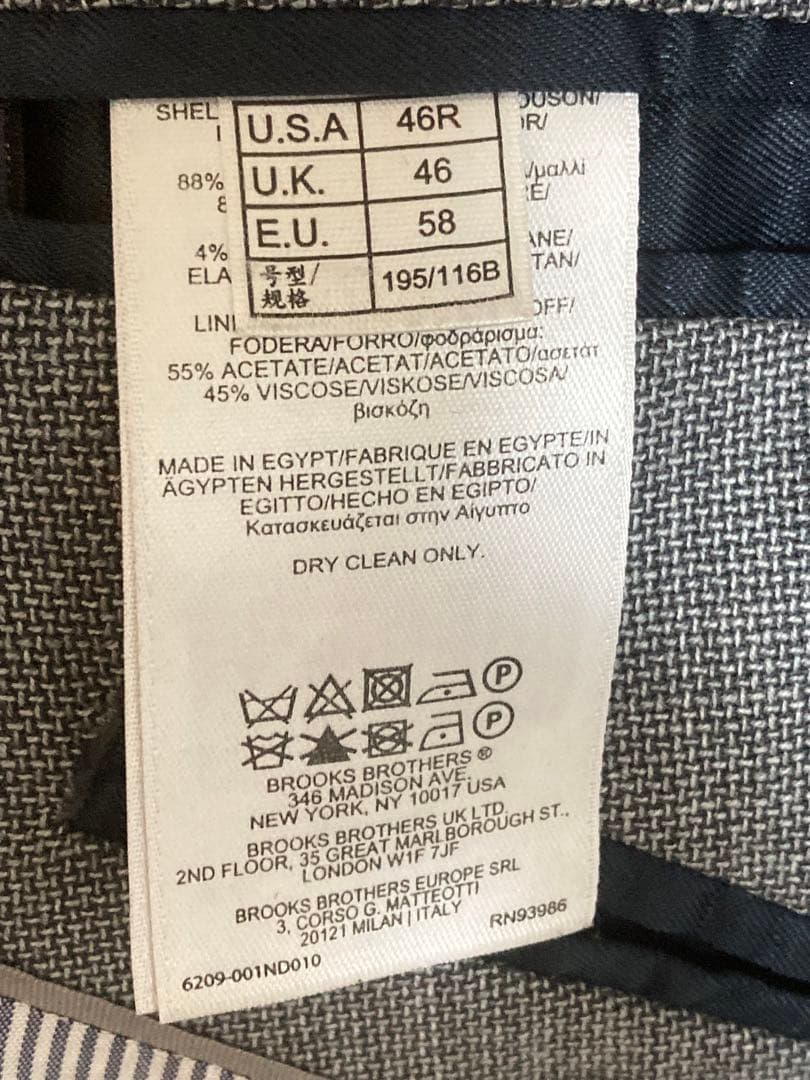 SHEL
U.S.A 46R
U.K. 46
E.U. 58
号型/
规格 195/116B
OR/
88%
/μαλλί
4%
ANE/
ELA
TAN/
LINI
OFF/
FODERA/FORRO/φοδράρισμα:
55% ACETATE/ACETAT/ACETATO/ασετάτ
45% VISCOSE/VISKOSE/VISCOSA/
βισκόζη
MADE IN EGYPT/FABRIQUE EN EGYPTE/IN
ÄGYPTEN HERGESTELLT/FABBRICATO IN
EGITTO/HECHO EN EGIPTO/
Κατασκευάζεται στην Αίγυπτο
DRY CLEAN ONLY.
P
P
BROOKS BROTHERS ®
346 MADISON AVE.
NEW YORK, NY 10017 USA
BROOKS BROTHERS UK LTD.
2ND FLOOR, 35 GREAT MARLBOROUGH ST.,
LONDON W1F 7JF
BROOKS BROTHERS EUROPE SRL
3, CORSO G. MATTEOTTI
20121 MILAN | ITALY
RN93986
6209-001ND010